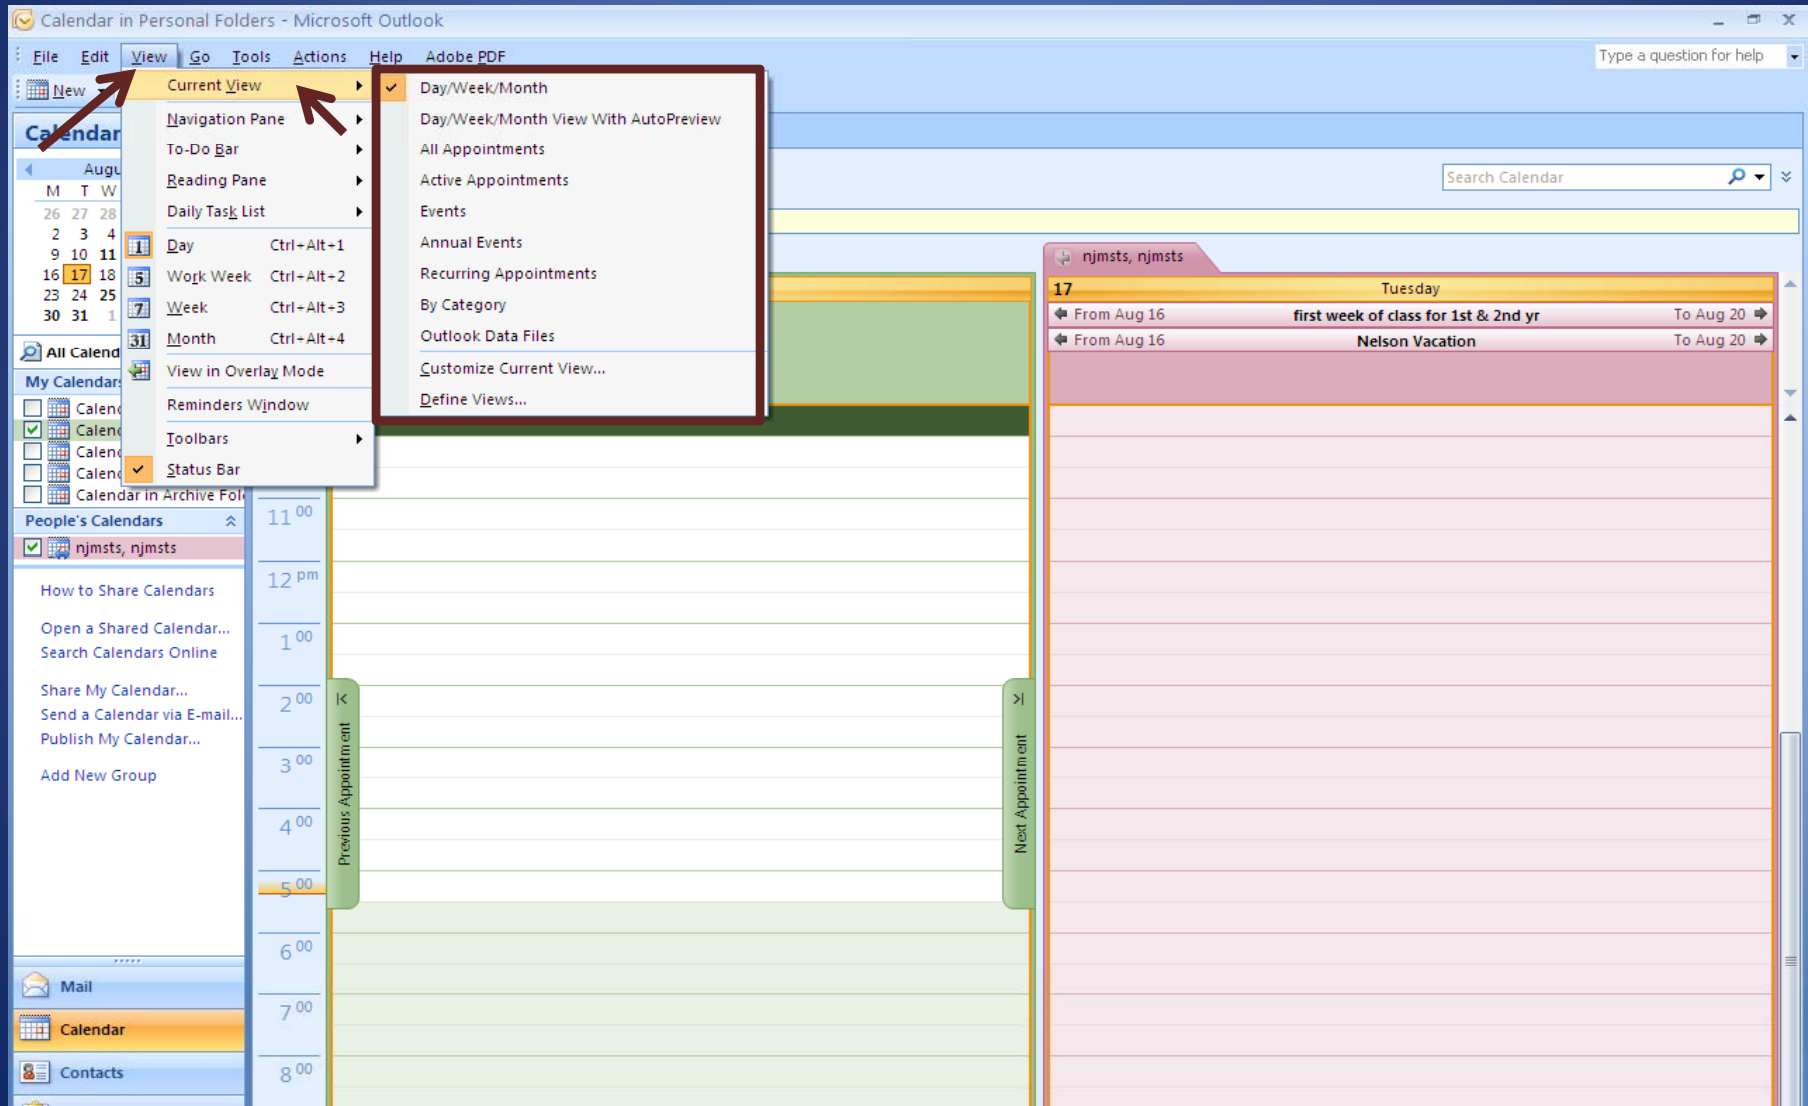 Calendar in Personal Folders - Microsoft Outlook
File Edit View Go Tools Actions Help Adobe PDF
Type a question for help
New
Calendar
Search Calendar
M T W
26 27 28
2 3 4
9 10 11
16 17 18
23 24 25
30 31 1
All Calend
My Calendars
Calend
Calend
Calend
Calend
Calendar in Archive Fol
People's Calendars
njmsts, njmsts
How to Share Calendars
Open a Shared Calendar...
Search Calendars Online
Share My Calendar...
Send a Calendar via E-mail...
Publish My Calendar...
Add New Group
Mail
Calendar
Contacts
Current View
Navigation Pane
To-Do Bar
Reading Pane
Daily Task List
1 Day Ctrl+Alt+1
5 Work Week Ctrl+Alt+2
7 Week Ctrl+Alt+3
31 Month Ctrl+Alt+4
View in Overlay Mode
Reminders Window
Toolbars
Status Bar
Day/Week/Month
Day/Week/Month View With AutoPreview
All Appointments
Active Appointments
Events
Annual Events
Recurring Appointments
By Category
Outlook Data Files
Customize Current View...
Define Views...
11 00
12 pm
1 00
2 00
3 00
4 00
5 00
6 00
7 00
8 00
Previous Appointment
Next Appointment
njmsts, njmsts
17 Tuesday
From Aug 16 first week of class for 1st & 2nd yr To Aug 20
From Aug 16 Nelson Vacation To Aug 20